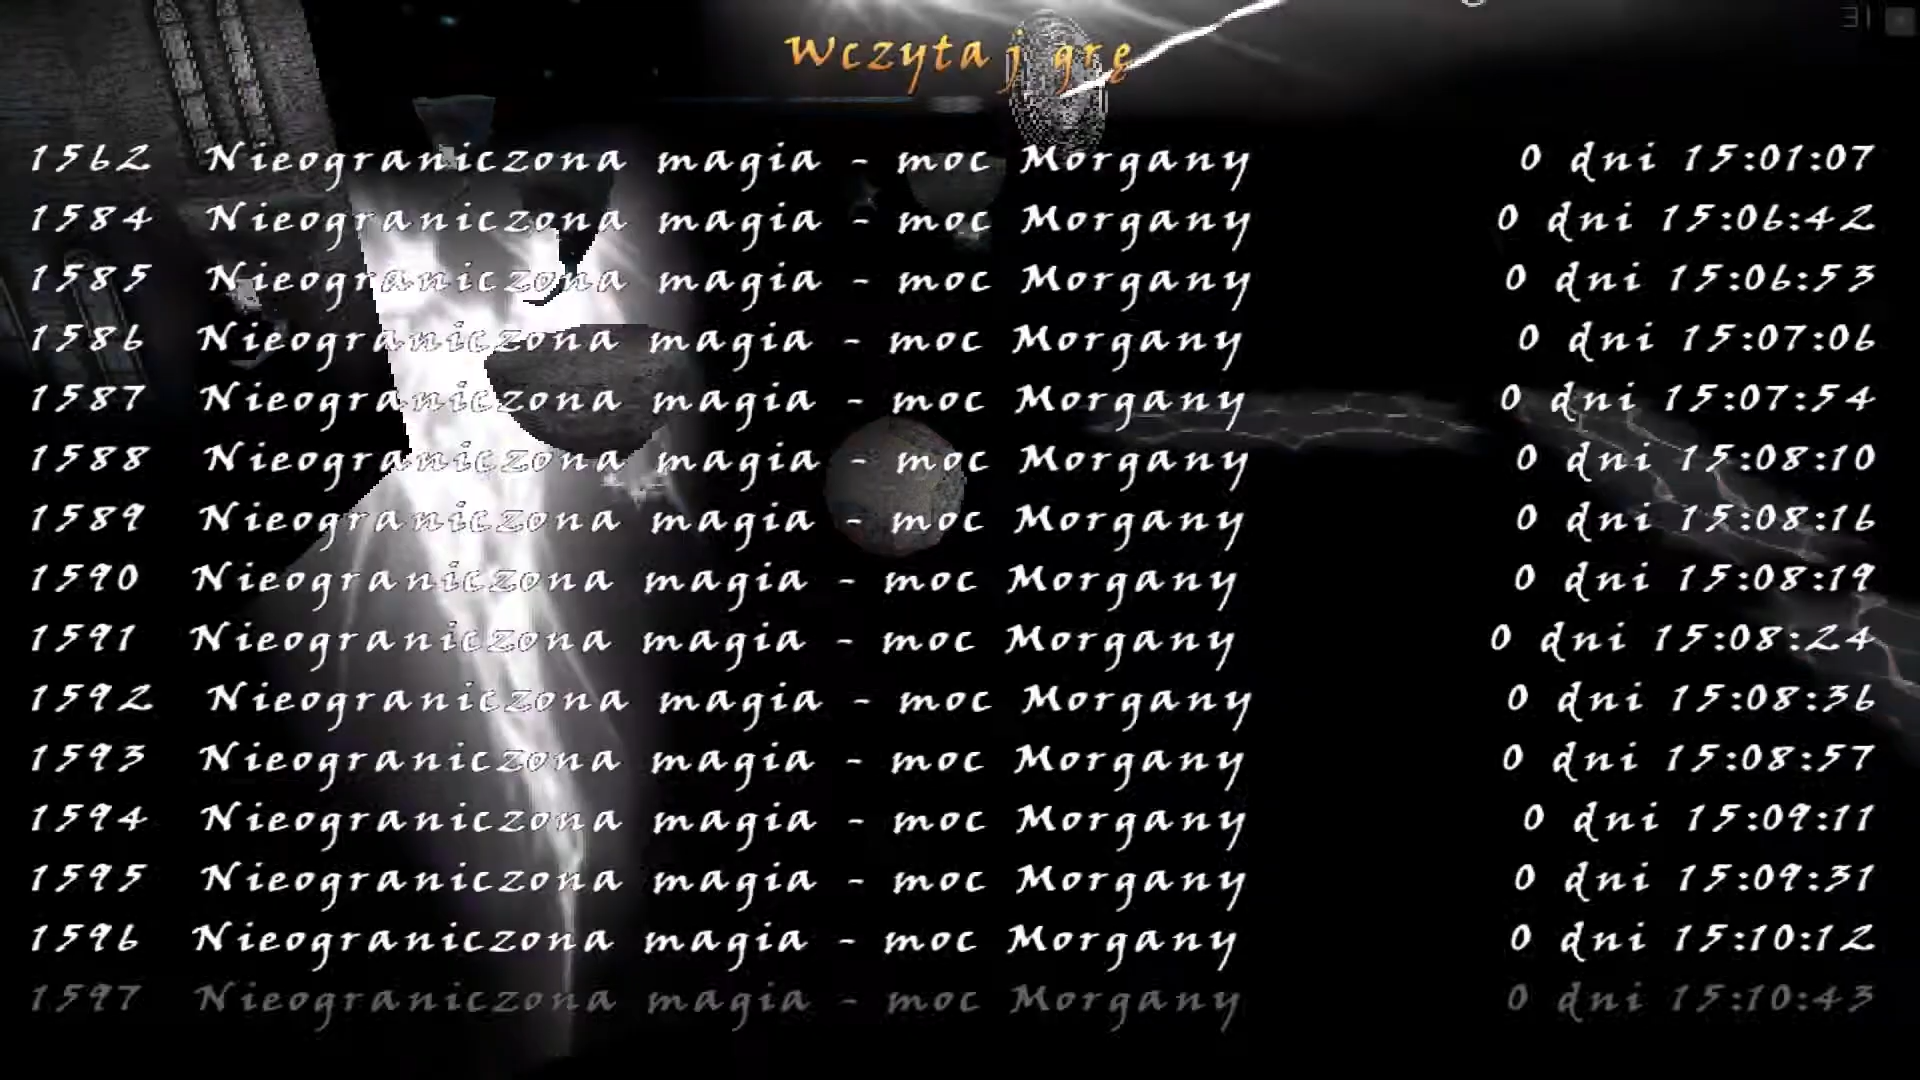 Wczytaj grę
31
1562 Nieograniczona magia - moc Morgany 0 dni 15:01:07
1584 Nieograniczona magia - moc Morgany 0 dni 15:06:42
1585 Nieograniczona magia - moc Morgany 0 dni 15:06:53
1586 Nieograniczona magia - moc Morgany 0 dni 15:07:06
1587 Nieograniczona magia - moc Morgany 0 dni 15:07:54
1588 Nieograniczona magia - moc Morgany 0 dni 15:08:10
1589 Nieograniczona magia - moc Morgany 0 dni 15:08:16
1590 Nieograniczona magia - moc Morgany 0 dni 15:08:19
1591 Nieograniczona magia - moc Morgany 0 dni 15:08:24
1592 Nieograniczona magia - moc Morgany 0 dni 15:08:36
1593 Nieograniczona magia - moc Morgany 0 dni 15:08:57
1594 Nieograniczona magia - moc Morgany 0 dni 15:09:11
1595 Nieograniczona magia - moc Morgany 0 dni 15:09:31
1596 Nieograniczona magia - moc Morgany 0 dni 15:10:12
1597 Nieograniczona magia - moc Morgany 0 dni 15:10:43